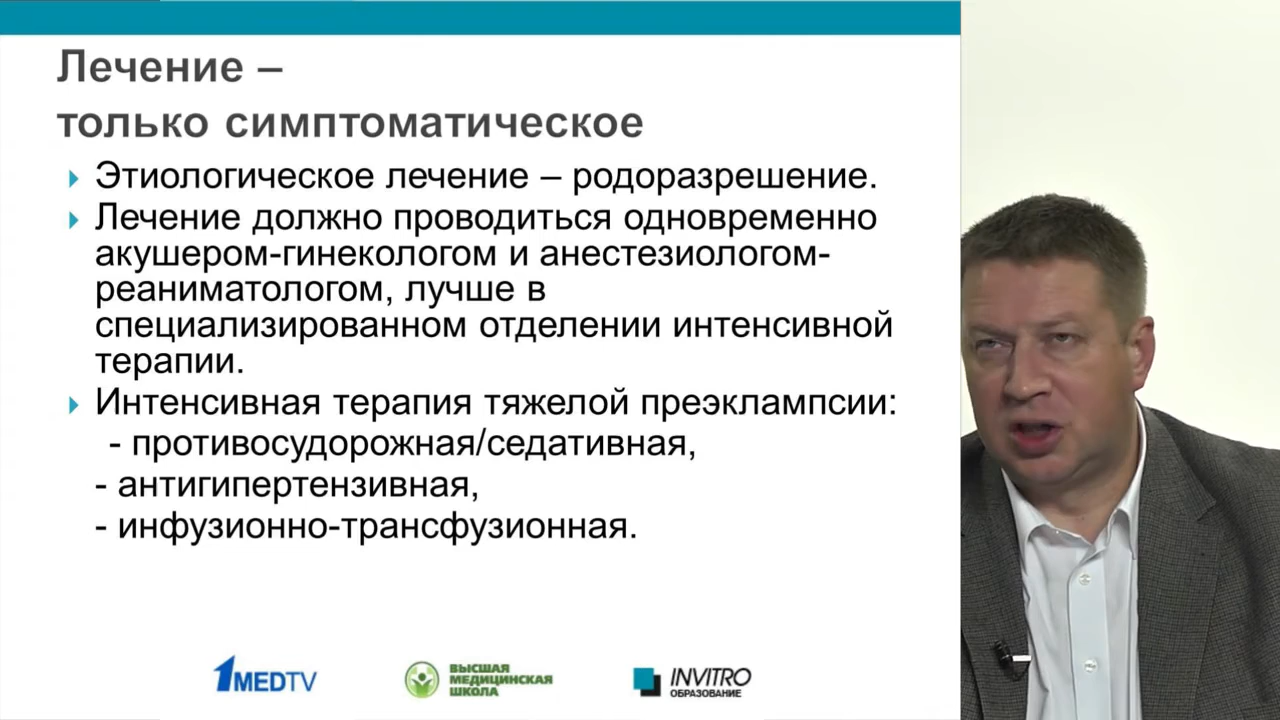 Лечение –
только симптоматическое
Этиологическое лечение – родоразрешение.
Лечение должно проводиться одновременно
акушером-гинекологом и анестезиологом-
реаниматологом, лучше в
специализированном отделении интенсивной
терапии.
Интенсивная терапия тяжелой преэклампсии:
- противосудорожная/седативная,
- антигипертензивная,
- инфузионно-трансфузионная.
1MEDTV
ВЫСШАЯ
МЕДИЦИНСКАЯ
ШКОЛА
INVITRO
ОБРАЗОВАНИЕ